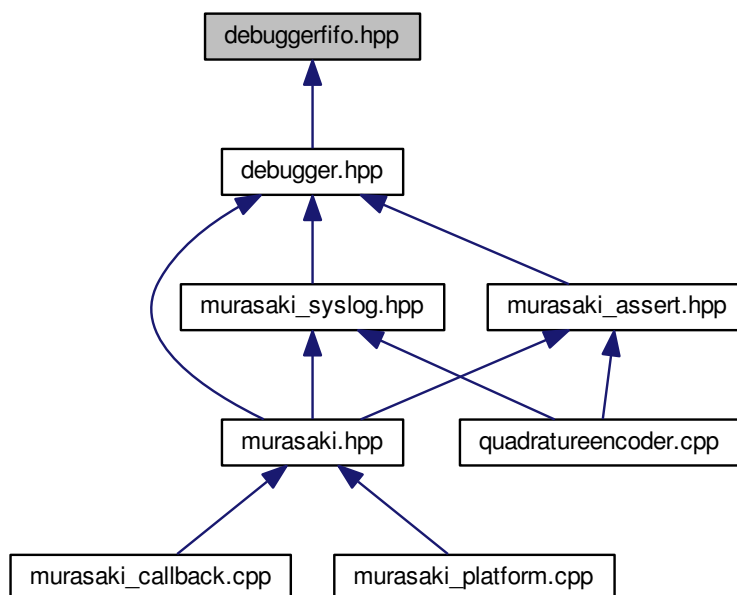 debuggerfifo.hpp
debugger.hpp
murasaki_syslog.hpp
murasaki_assert.hpp
murasaki.hpp
quadratureencoder.cpp
murasaki_callback.cpp
murasaki_platform.cpp